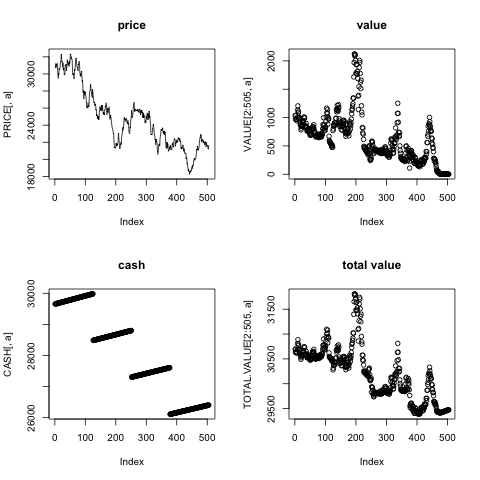 price
PRICE[, a]
18000 24000 30000
0 100 200 300 400 500
Index
value
VALUE[2:505, a]
0 500 1000 2000
0 100 200 300 400 500
Index
cash
CASH[, a]
26000 28000 30000
0 100 200 300 400 500
Index
total value
TOTAL.VALUE[2:505, a]
29500 30500 31500
0 100 200 300 400 500
Index